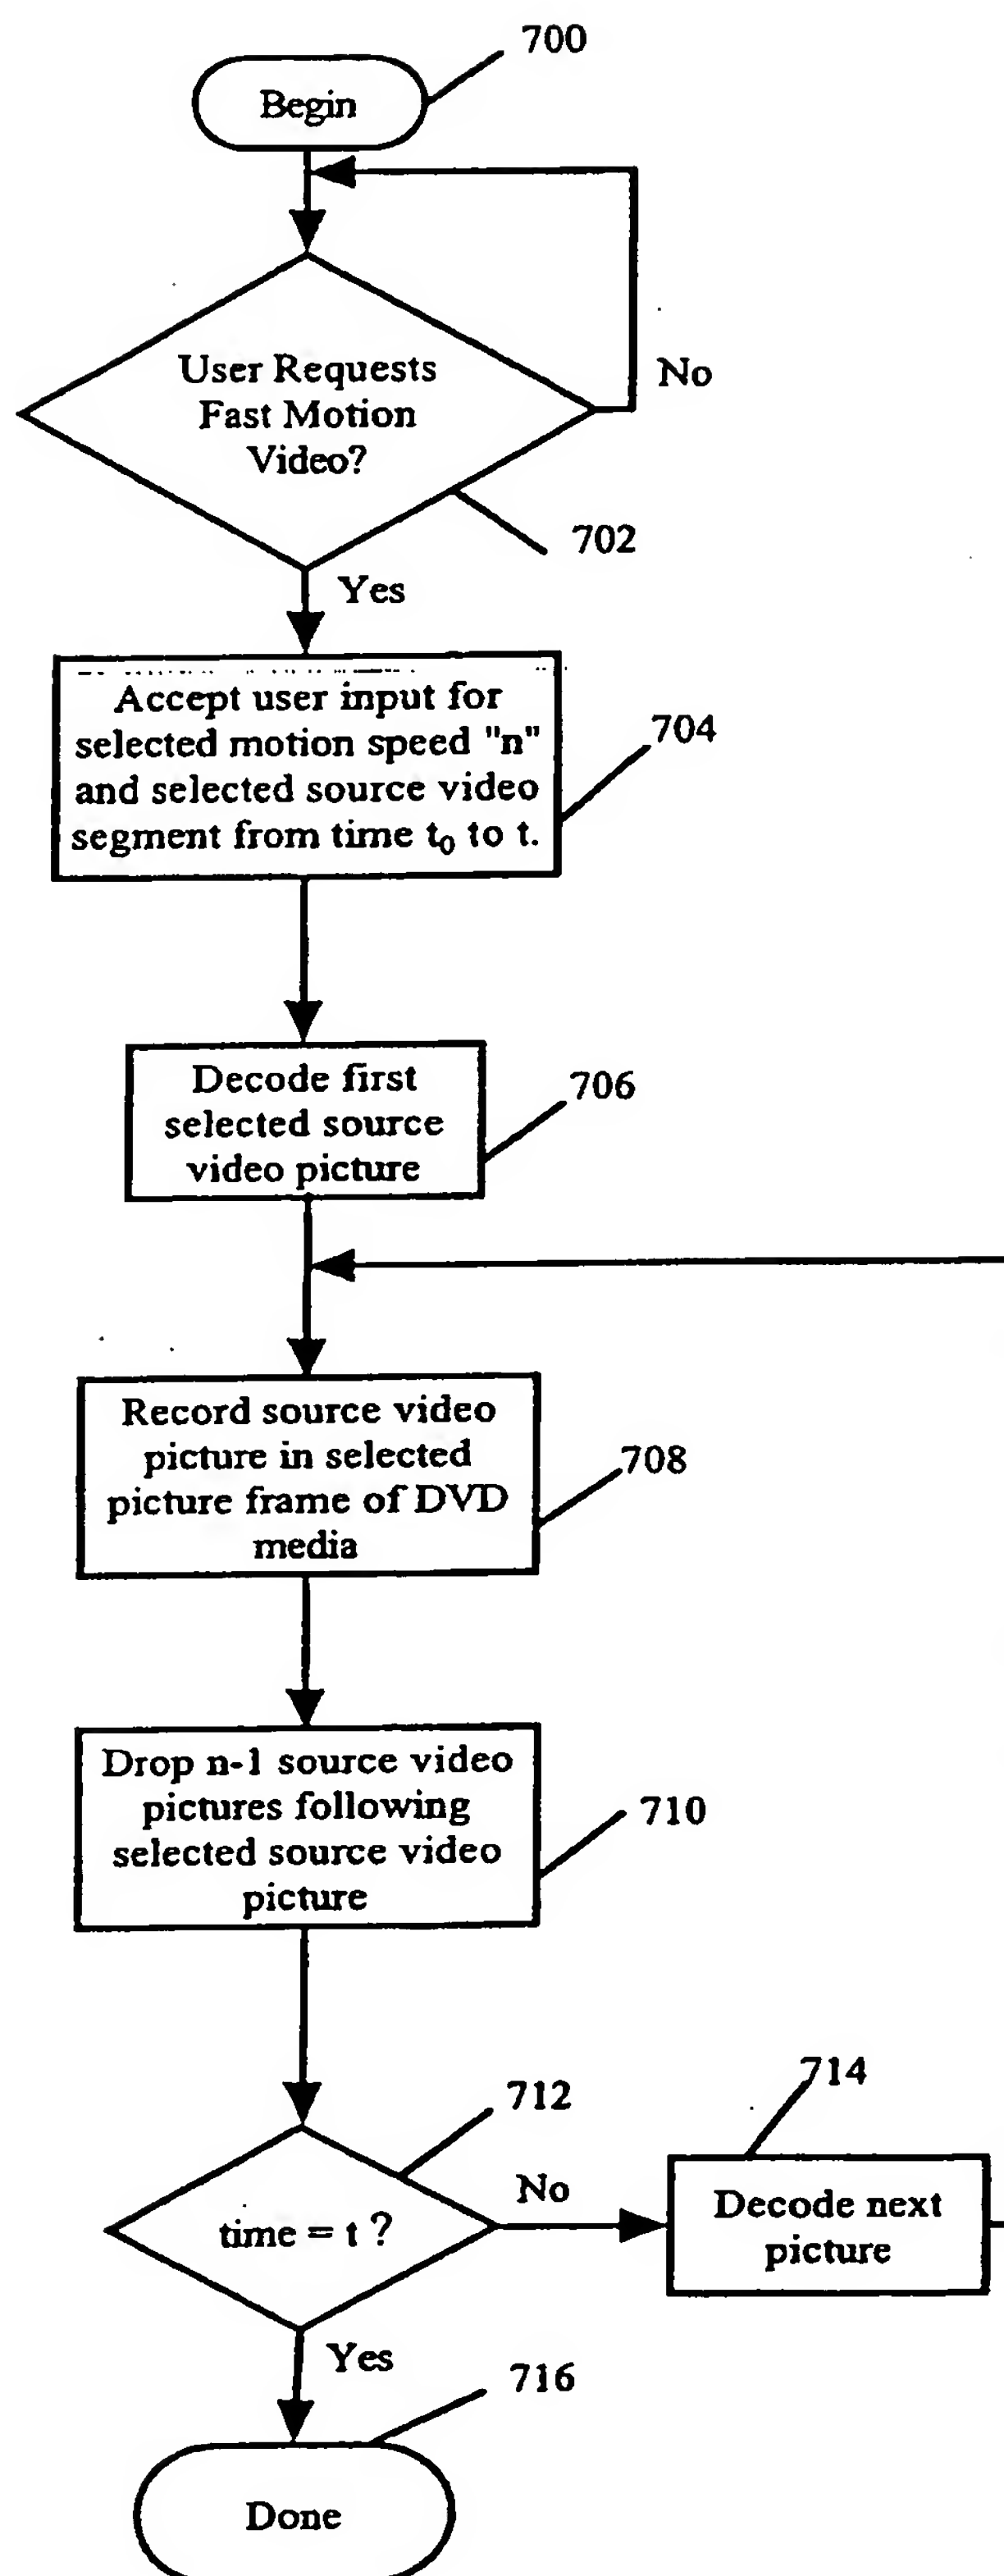 700
Begin
User Requests
Fast Motion
Video?
No
702
Yes
Accept user input for
selected motion speed "n"
and selected source video
segment from time t₀ to t.
704
Decode first
selected source
video picture
706
Record source video
picture in selected
picture frame of DVD
media
708
Drop n-1 source video
pictures following
selected source video
picture
710
712
714
time = t ?
No
Decode next
picture
Yes
716
Done